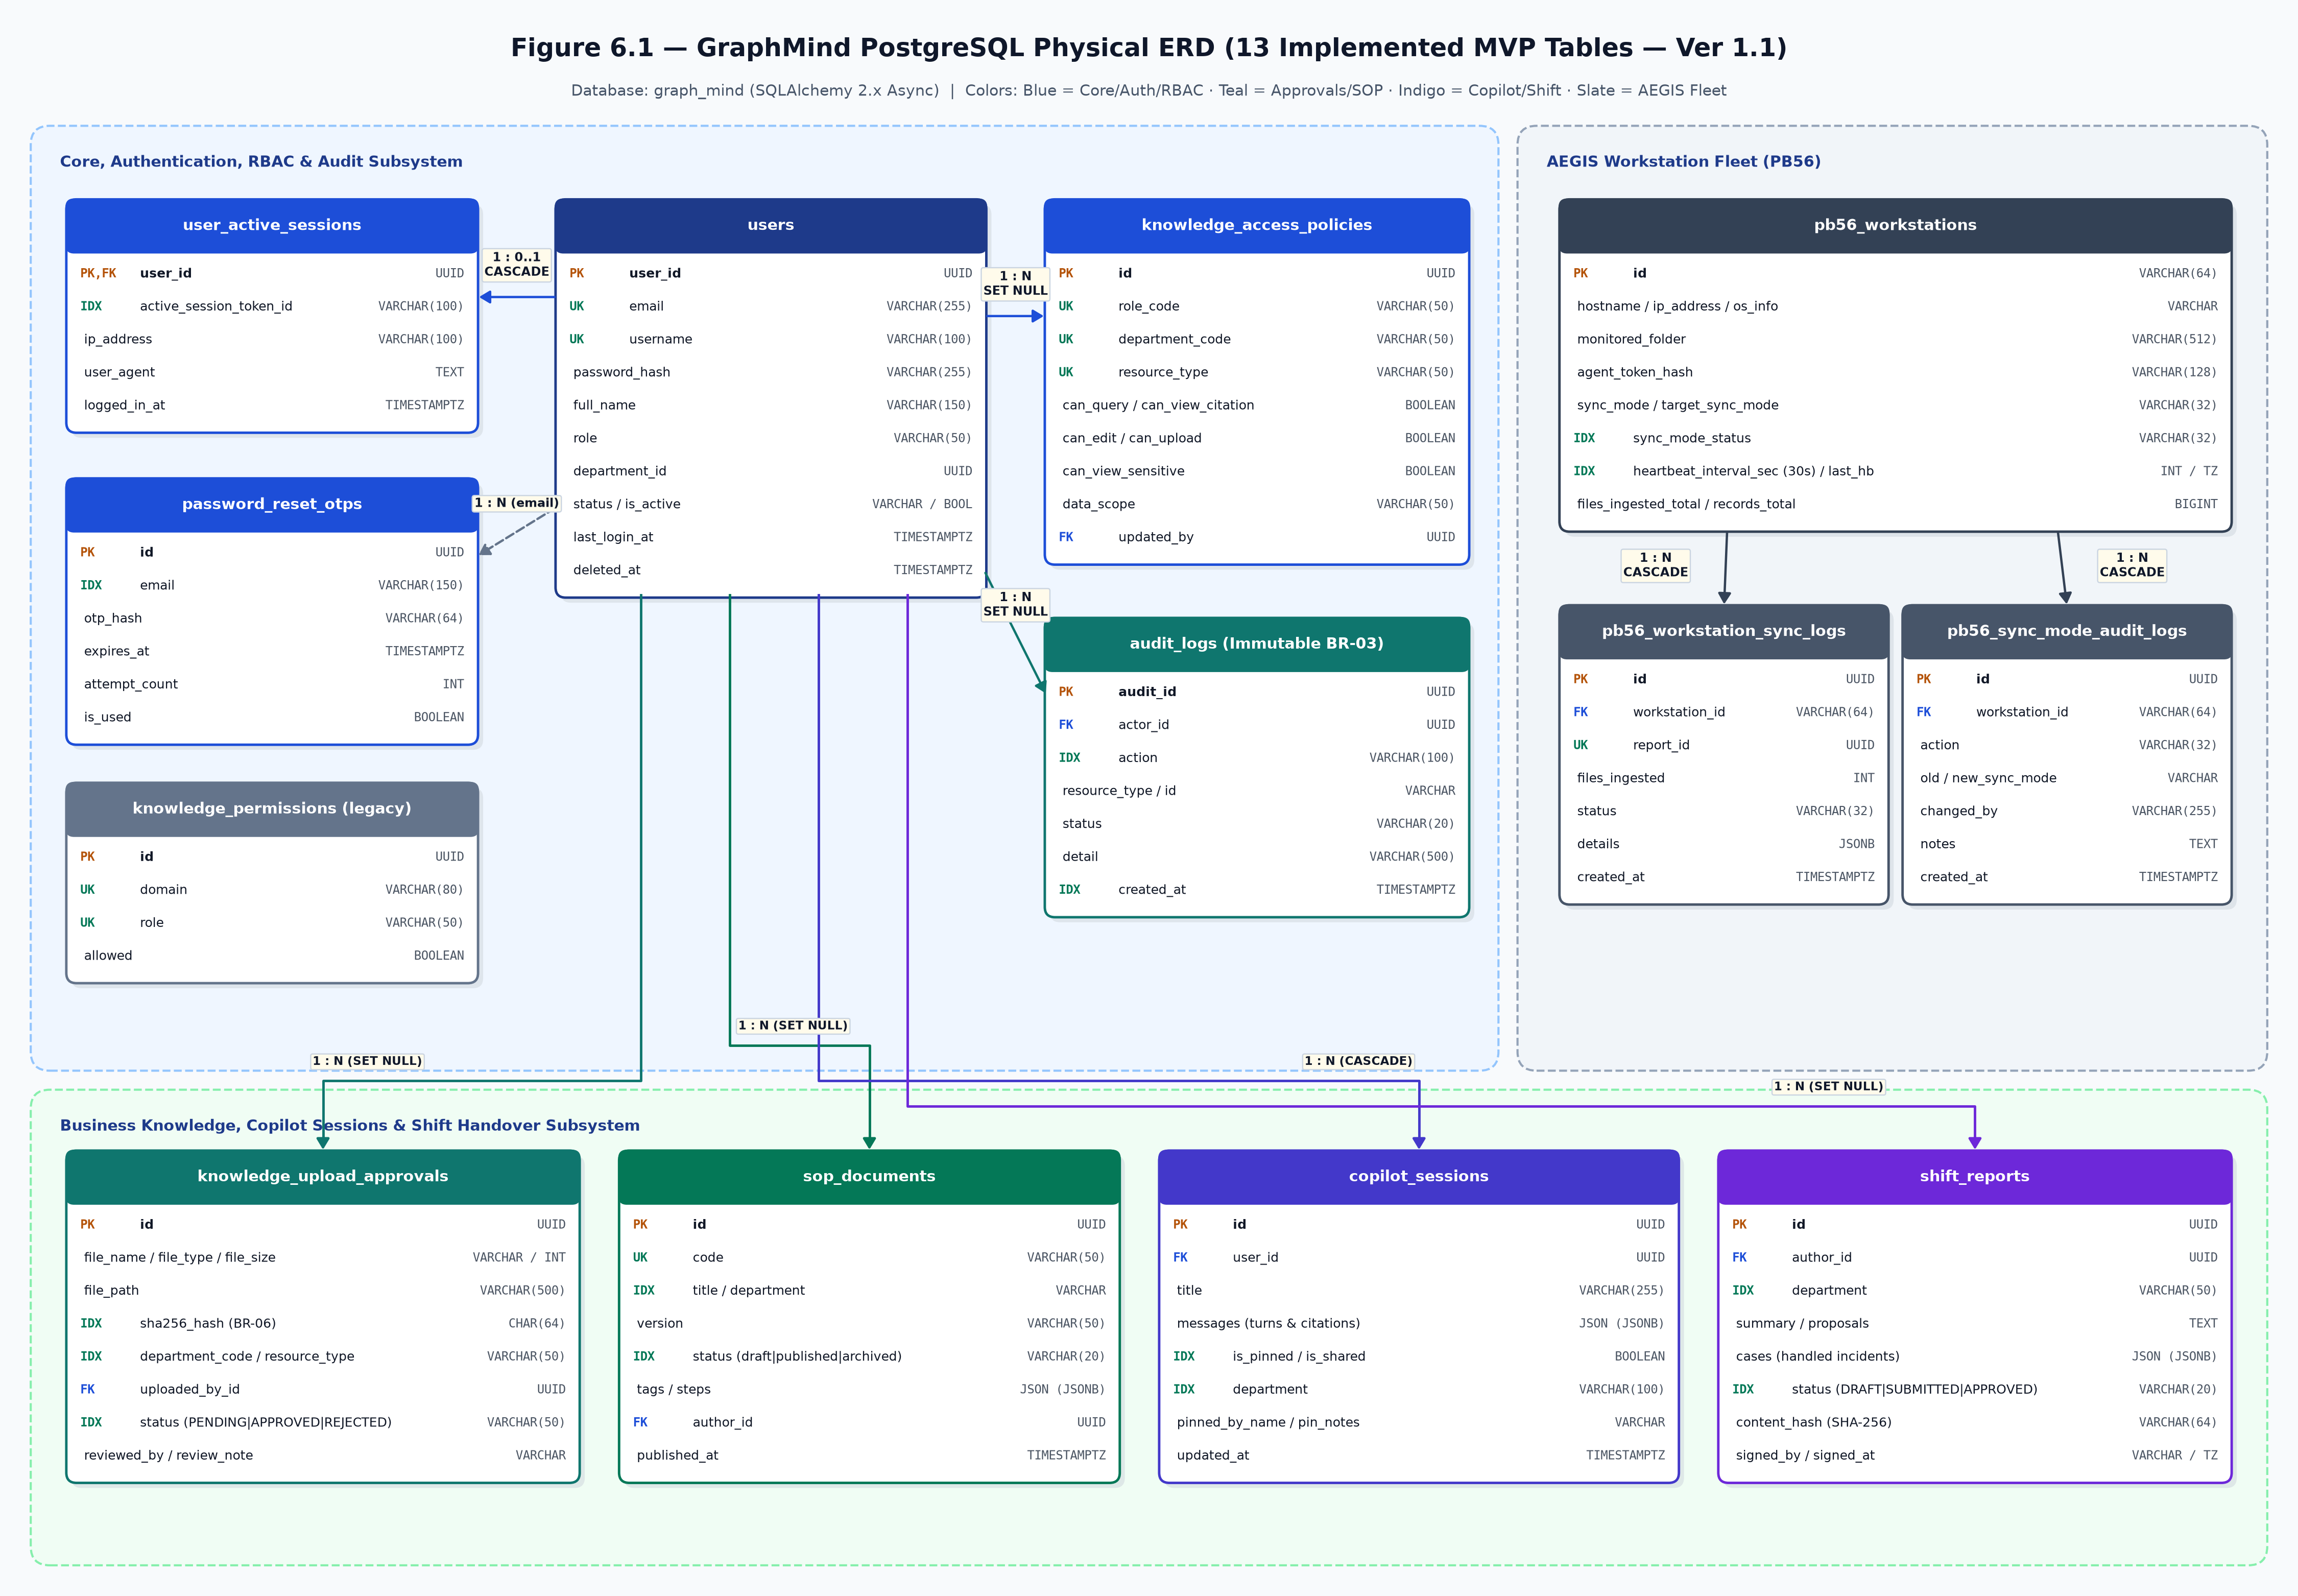 Figure 6.1 — GraphMind PostgreSQL Physical ERD (13 Implemented MVP Tables — Ver 1.1)
Database: graph_mind (SQLAlchemy 2.x Async) | Colors: Blue = Core/Auth/RBAC · Teal = Approvals/SOP · Indigo = Copilot/Shift · Slate = AEGIS Fleet
Core, Authentication, RBAC & Audit Subsystem
user_active_sessions
PK,FK user_id UUID
IDX active_session_token_id VARCHAR(100)
ip_address VARCHAR(100)
user_agent TEXT
logged_in_at TIMESTAMPTZ
1 : 0..1
CASCADE
users
PK user_id UUID
UK email VARCHAR(255)
UK username VARCHAR(100)
password_hash VARCHAR(255)
full_name VARCHAR(150)
role VARCHAR(50)
department_id UUID
status / is_active VARCHAR / BOOL
last_login_at TIMESTAMPTZ
deleted_at TIMESTAMPTZ
1 : N
SET NULL
knowledge_access_policies
PK id UUID
UK role_code VARCHAR(50)
UK department_code VARCHAR(50)
UK resource_type VARCHAR(50)
can_query / can_view_citation BOOLEAN
can_edit / can_upload BOOLEAN
can_view_sensitive BOOLEAN
data_scope VARCHAR(50)
FK updated_by UUID
password_reset_otps
PK id UUID
IDX email VARCHAR(150)
otp_hash VARCHAR(64)
expires_at TIMESTAMPTZ
attempt_count INT
is_used BOOLEAN
1 : N (email)
1 : N
SET NULL
audit_logs (Immutable BR-03)
PK audit_id UUID
FK actor_id UUID
IDX action VARCHAR(100)
resource_type / id VARCHAR
status VARCHAR(20)
detail VARCHAR(500)
IDX created_at TIMESTAMPTZ
knowledge_permissions (legacy)
PK id UUID
UK domain VARCHAR(80)
UK role VARCHAR(50)
allowed BOOLEAN
AEGIS Workstation Fleet (PB56)
pb56_workstations
PK id VARCHAR(64)
hostname / ip_address / os_info VARCHAR
monitored_folder VARCHAR(512)
agent_token_hash VARCHAR(128)
sync_mode / target_sync_mode VARCHAR(32)
IDX sync_mode_status VARCHAR(32)
IDX heartbeat_interval_sec (30s) / last_hb INT / TZ
files_ingested_total / records_total BIGINT
1 : N
CASCADE
1 : N
CASCADE
pb56_workstation_sync_logs
PK id UUID
FK workstation_id VARCHAR(64)
UK report_id UUID
files_ingested INT
status VARCHAR(32)
details JSONB
created_at TIMESTAMPTZ
pb56_sync_mode_audit_logs
PK id UUID
FK workstation_id VARCHAR(64)
action VARCHAR(32)
old / new_sync_mode VARCHAR
changed_by VARCHAR(255)
notes TEXT
created_at TIMESTAMPTZ
1 : N (SET NULL)
1 : N (SET NULL)
1 : N (CASCADE)
1 : N (SET NULL)
Business Knowledge, Copilot Sessions & Shift Handover Subsystem
knowledge_upload_approvals
PK id UUID
file_name / file_type / file_size VARCHAR / INT
file_path VARCHAR(500)
IDX sha256_hash (BR-06) CHAR(64)
IDX department_code / resource_type VARCHAR(50)
FK uploaded_by_id UUID
IDX status (PENDING|APPROVED|REJECTED) VARCHAR(50)
reviewed_by / review_note VARCHAR
sop_documents
PK id UUID
UK code VARCHAR(50)
IDX title / department VARCHAR
version VARCHAR(50)
IDX status (draft|published|archived) VARCHAR(20)
tags / steps JSON (JSONB)
FK author_id UUID
published_at TIMESTAMPTZ
copilot_sessions
PK id UUID
FK user_id UUID
title VARCHAR(255)
messages (turns & citations) JSON (JSONB)
IDX is_pinned / is_shared BOOLEAN
IDX department VARCHAR(100)
pinned_by_name / pin_notes VARCHAR
updated_at TIMESTAMPTZ
shift_reports
PK id UUID
FK author_id UUID
IDX department VARCHAR(50)
summary / proposals TEXT
cases (handled incidents) JSON (JSONB)
IDX status (DRAFT|SUBMITTED|APPROVED) VARCHAR(20)
content_hash (SHA-256) VARCHAR(64)
signed_by / signed_at VARCHAR / TZ